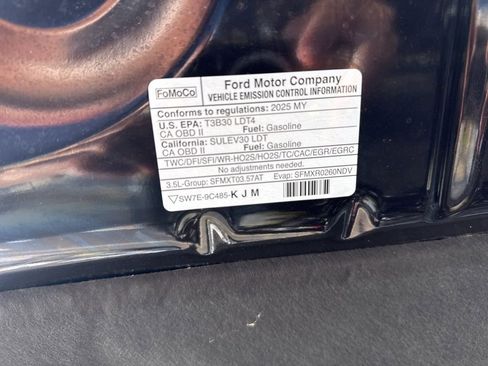 FoMoCo
Ford Motor Company
VEHICLE EMISSION CONTROL INFORMATION
Conforms to regulations: 2025 MY
U.S. EPA: T3B30 LDT4
CA OBD II Fuel: Gasoline
California: SULEV30 LDT
CA OBD II Fuel: Gasoline
TWC/DFI/SFI/WR-HO2S/HO2S/TC/CAC/EGR/EGRC
No adjustments needed.
3.5L-Group: SFMXT03.57AT Evap: SFMXR0260NDV
SW7E-9C485-K J M